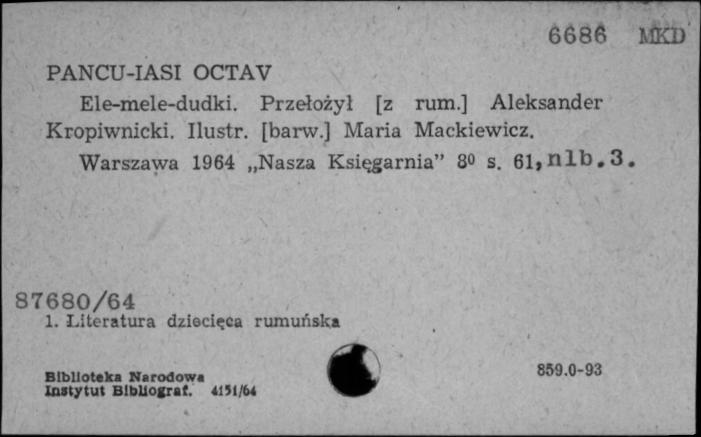 6686 MKD
PANCU-IASI OCTAV
Ele-mele-dudki. Przełożył [z rum.] Aleksander
Kropiwnicki. Ilustr. [barw.] Maria Mackiewicz.
Warszawa 1964 „Nasza Księgarnia” 8⁰ s. 61, nlb. 3.
87680/64
1. Literatura dziecięca rumuńska
859.0-93
Biblioteka Narodowa
Instytut Bibliograf. 4151/64